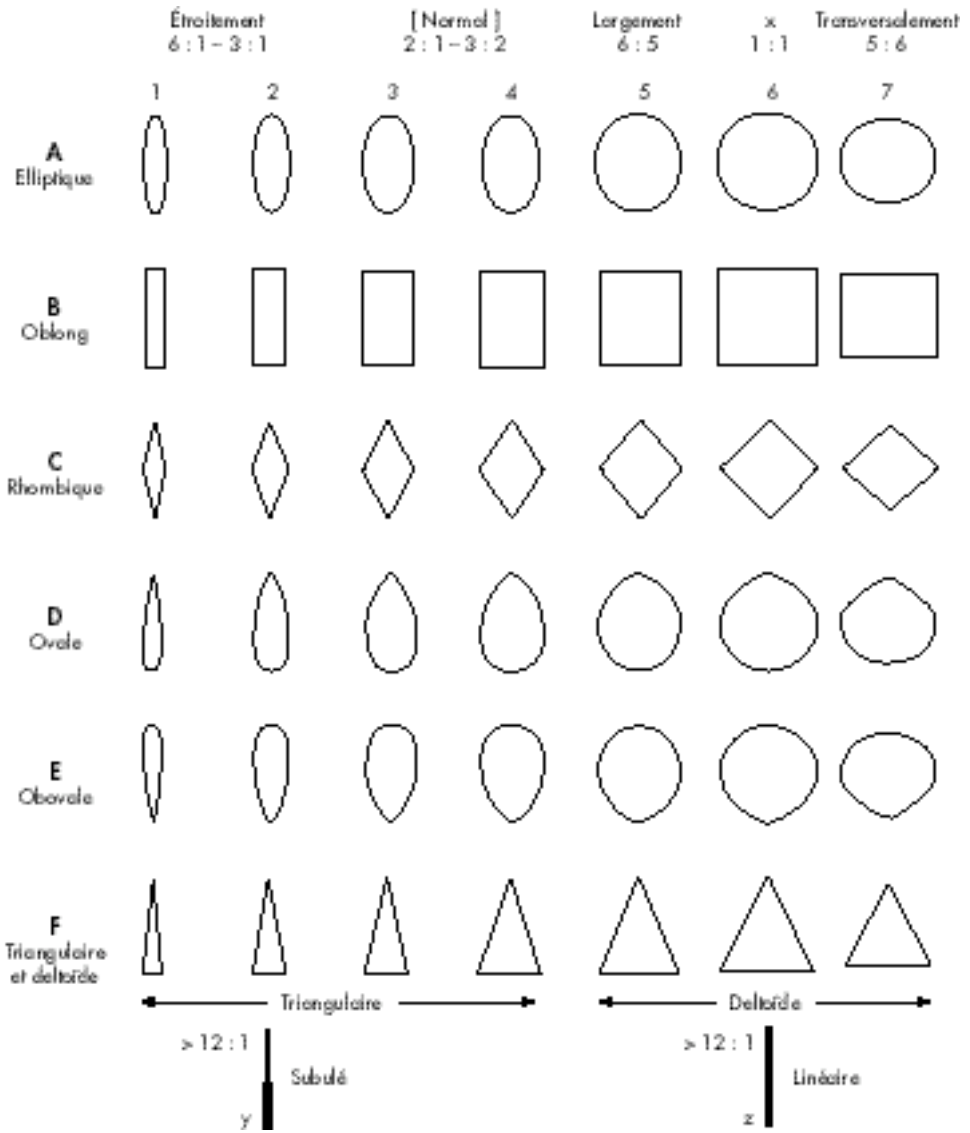 Étroitement [Normal] Largement x Transversalement
6 : 1 – 3 : 1 2 : 1 – 3 : 2 6 : 5 1 : 1 5 : 6
1 2 3 4 5 6 7
A
Elliptique
B
Oblong
C
Rhombique
D
Ovale
E
Obovale
F
Triangulaire
et deltoïde
Triangulaire Deltoïde
> 12 : 1 > 12 : 1
Subulé Linéaire
y z